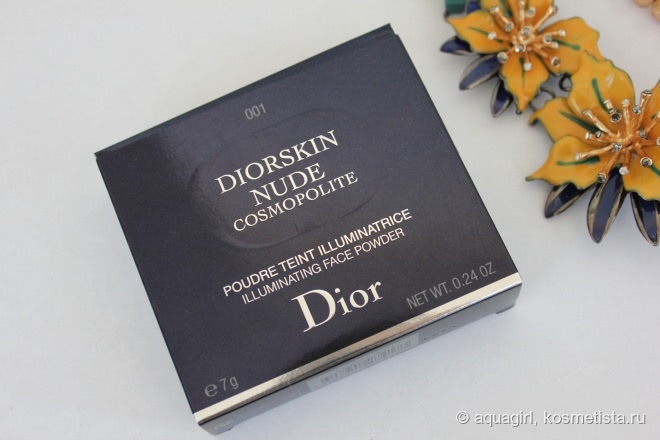 001
DIORSKIN
NUDE
COSMOPOLITE
POUDRE TEINT ILLUMINATRICE
ILLUMINATING FACE POWDER
Dior
℮ 7g
NET WT. 0.24 OZ
© aquagirl, kosmetista.ru